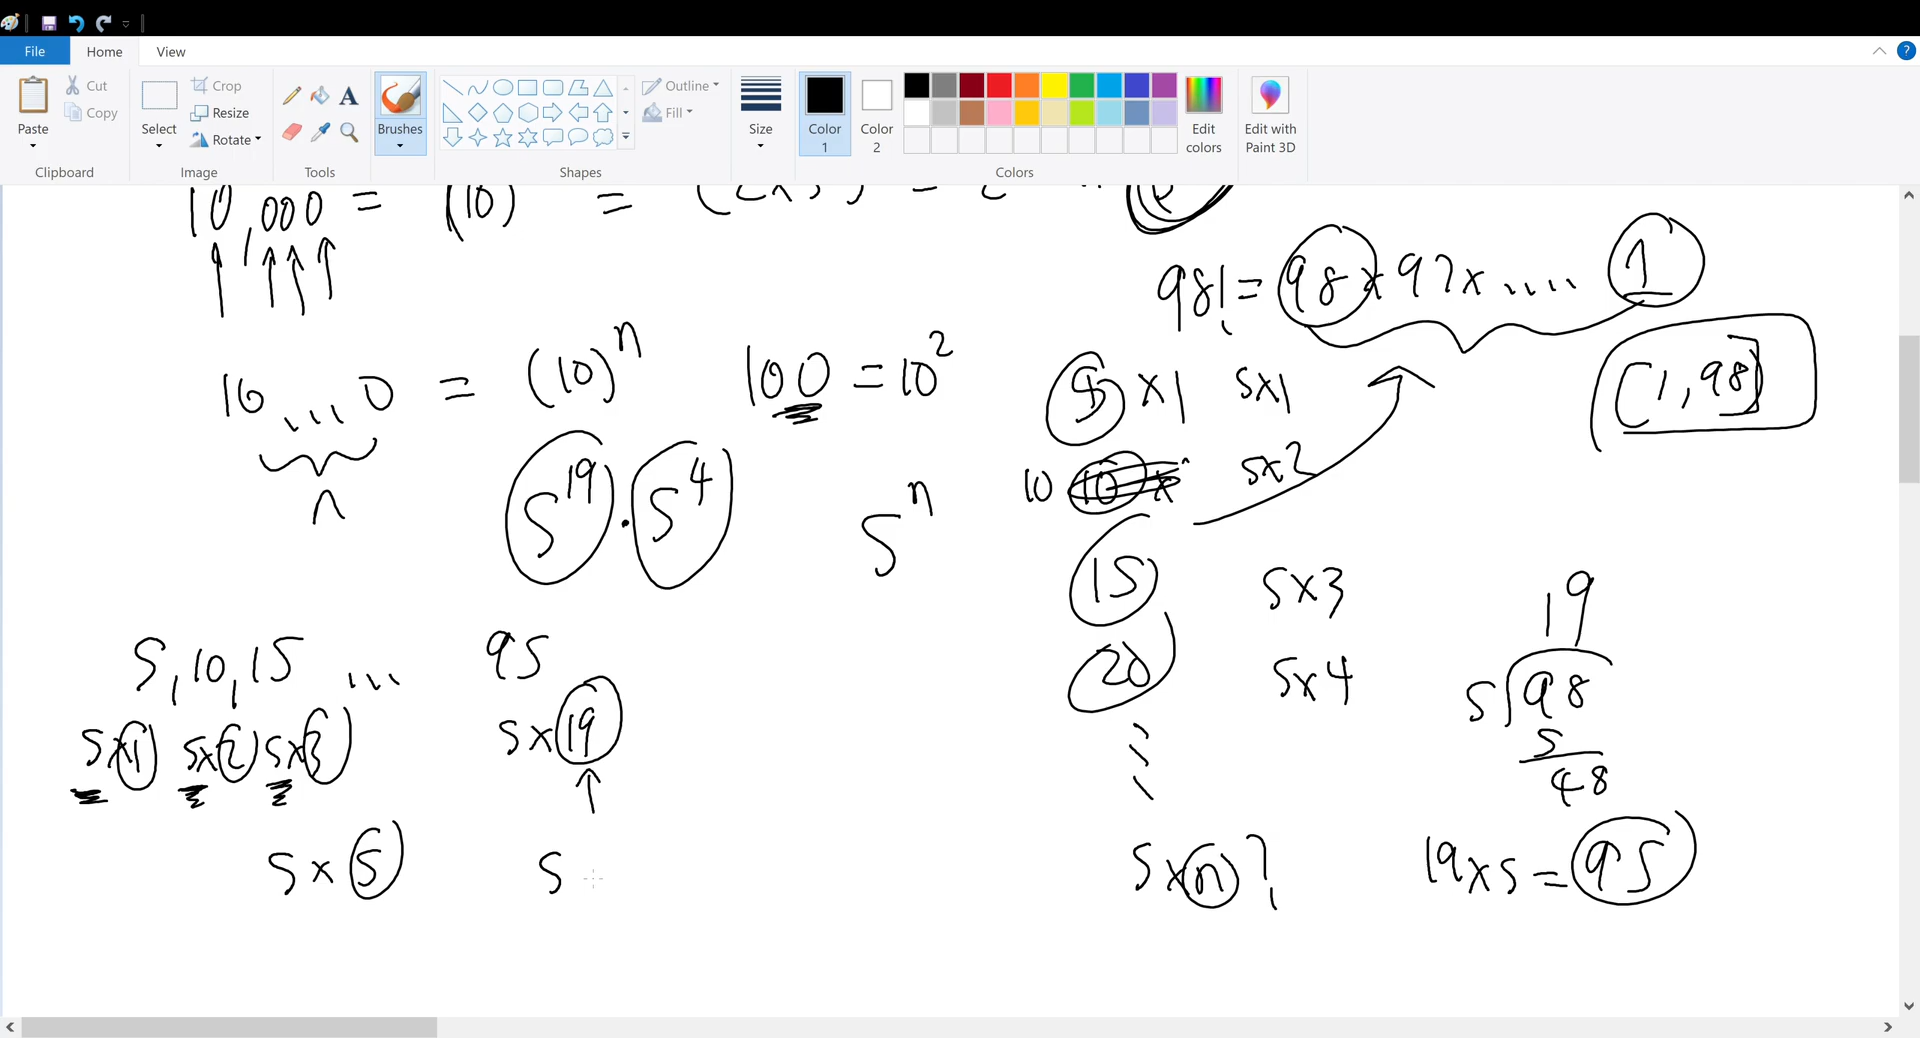 File Home View
Paste
Cut
Copy
Clipboard
Select
Crop
Resize
Rotate
Image
Tools
Brushes
Shapes
Outline
Fill
Size
Color 1
Color 2
Edit colors
Edit with Paint 3D
Colors
10,000 = (10) =
98! = 98 x 97 x .... 1
[1,98]
10 ... 0 = (10)^n
n
100 = 10^2
5 x 1 5x1
5^19 . 5^4
5^n
10 5x2
15 5x3
20 5x4
5,10,15 ... 95
5x1 5x2 5x3 5x19
5 x 5 5
19
5 98
5
48
5 x n ?
19 x 5 = 95